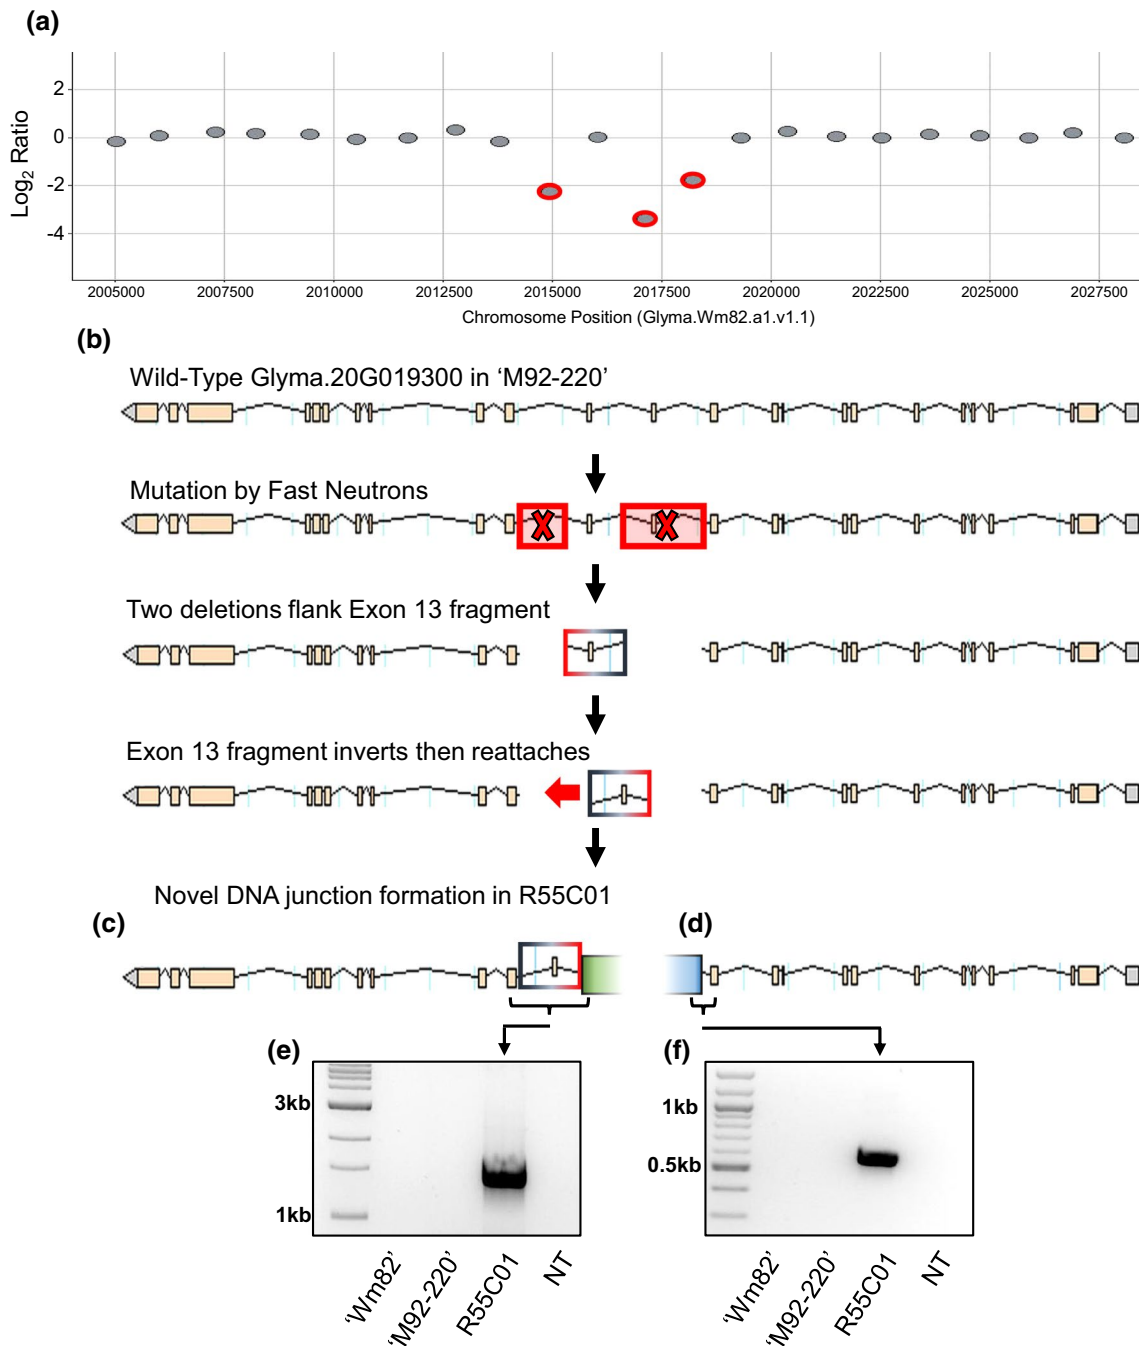 (a)
2
0
-2
-4
Log2 Ratio
2005000 2007500 2010000 2012500 2015000 2017500 2020000 2022500 2025000 2027500
Chromosome Position (Glyma.Wm82.a1.v1.1)
(b)
Wild-Type Glyma.20G019300 in ‘M92-220’
Mutation by Fast Neutrons
X X
Two deletions flank Exon 13 fragment
Exon 13 fragment inverts then reattaches
Novel DNA junction formation in R55C01
(c) (d)
(e) (f)
3kb
1kb
1kb
0.5kb
‘Wm82’ ‘M92-220’ R55C01 NT
‘Wm82’ ‘M92-220’ R55C01 NT